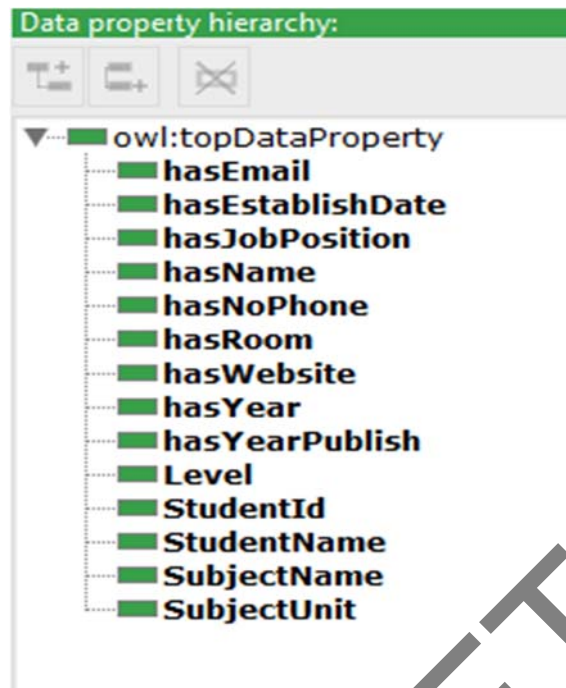 Data property hierarchy:
owl:topDataProperty
hasEmail
hasEstablishDate
hasJobPosition
hasName
hasNoPhone
hasRoom
hasWebsite
hasYear
hasYearPublish
Level
StudentId
StudentName
SubjectName
SubjectUnit